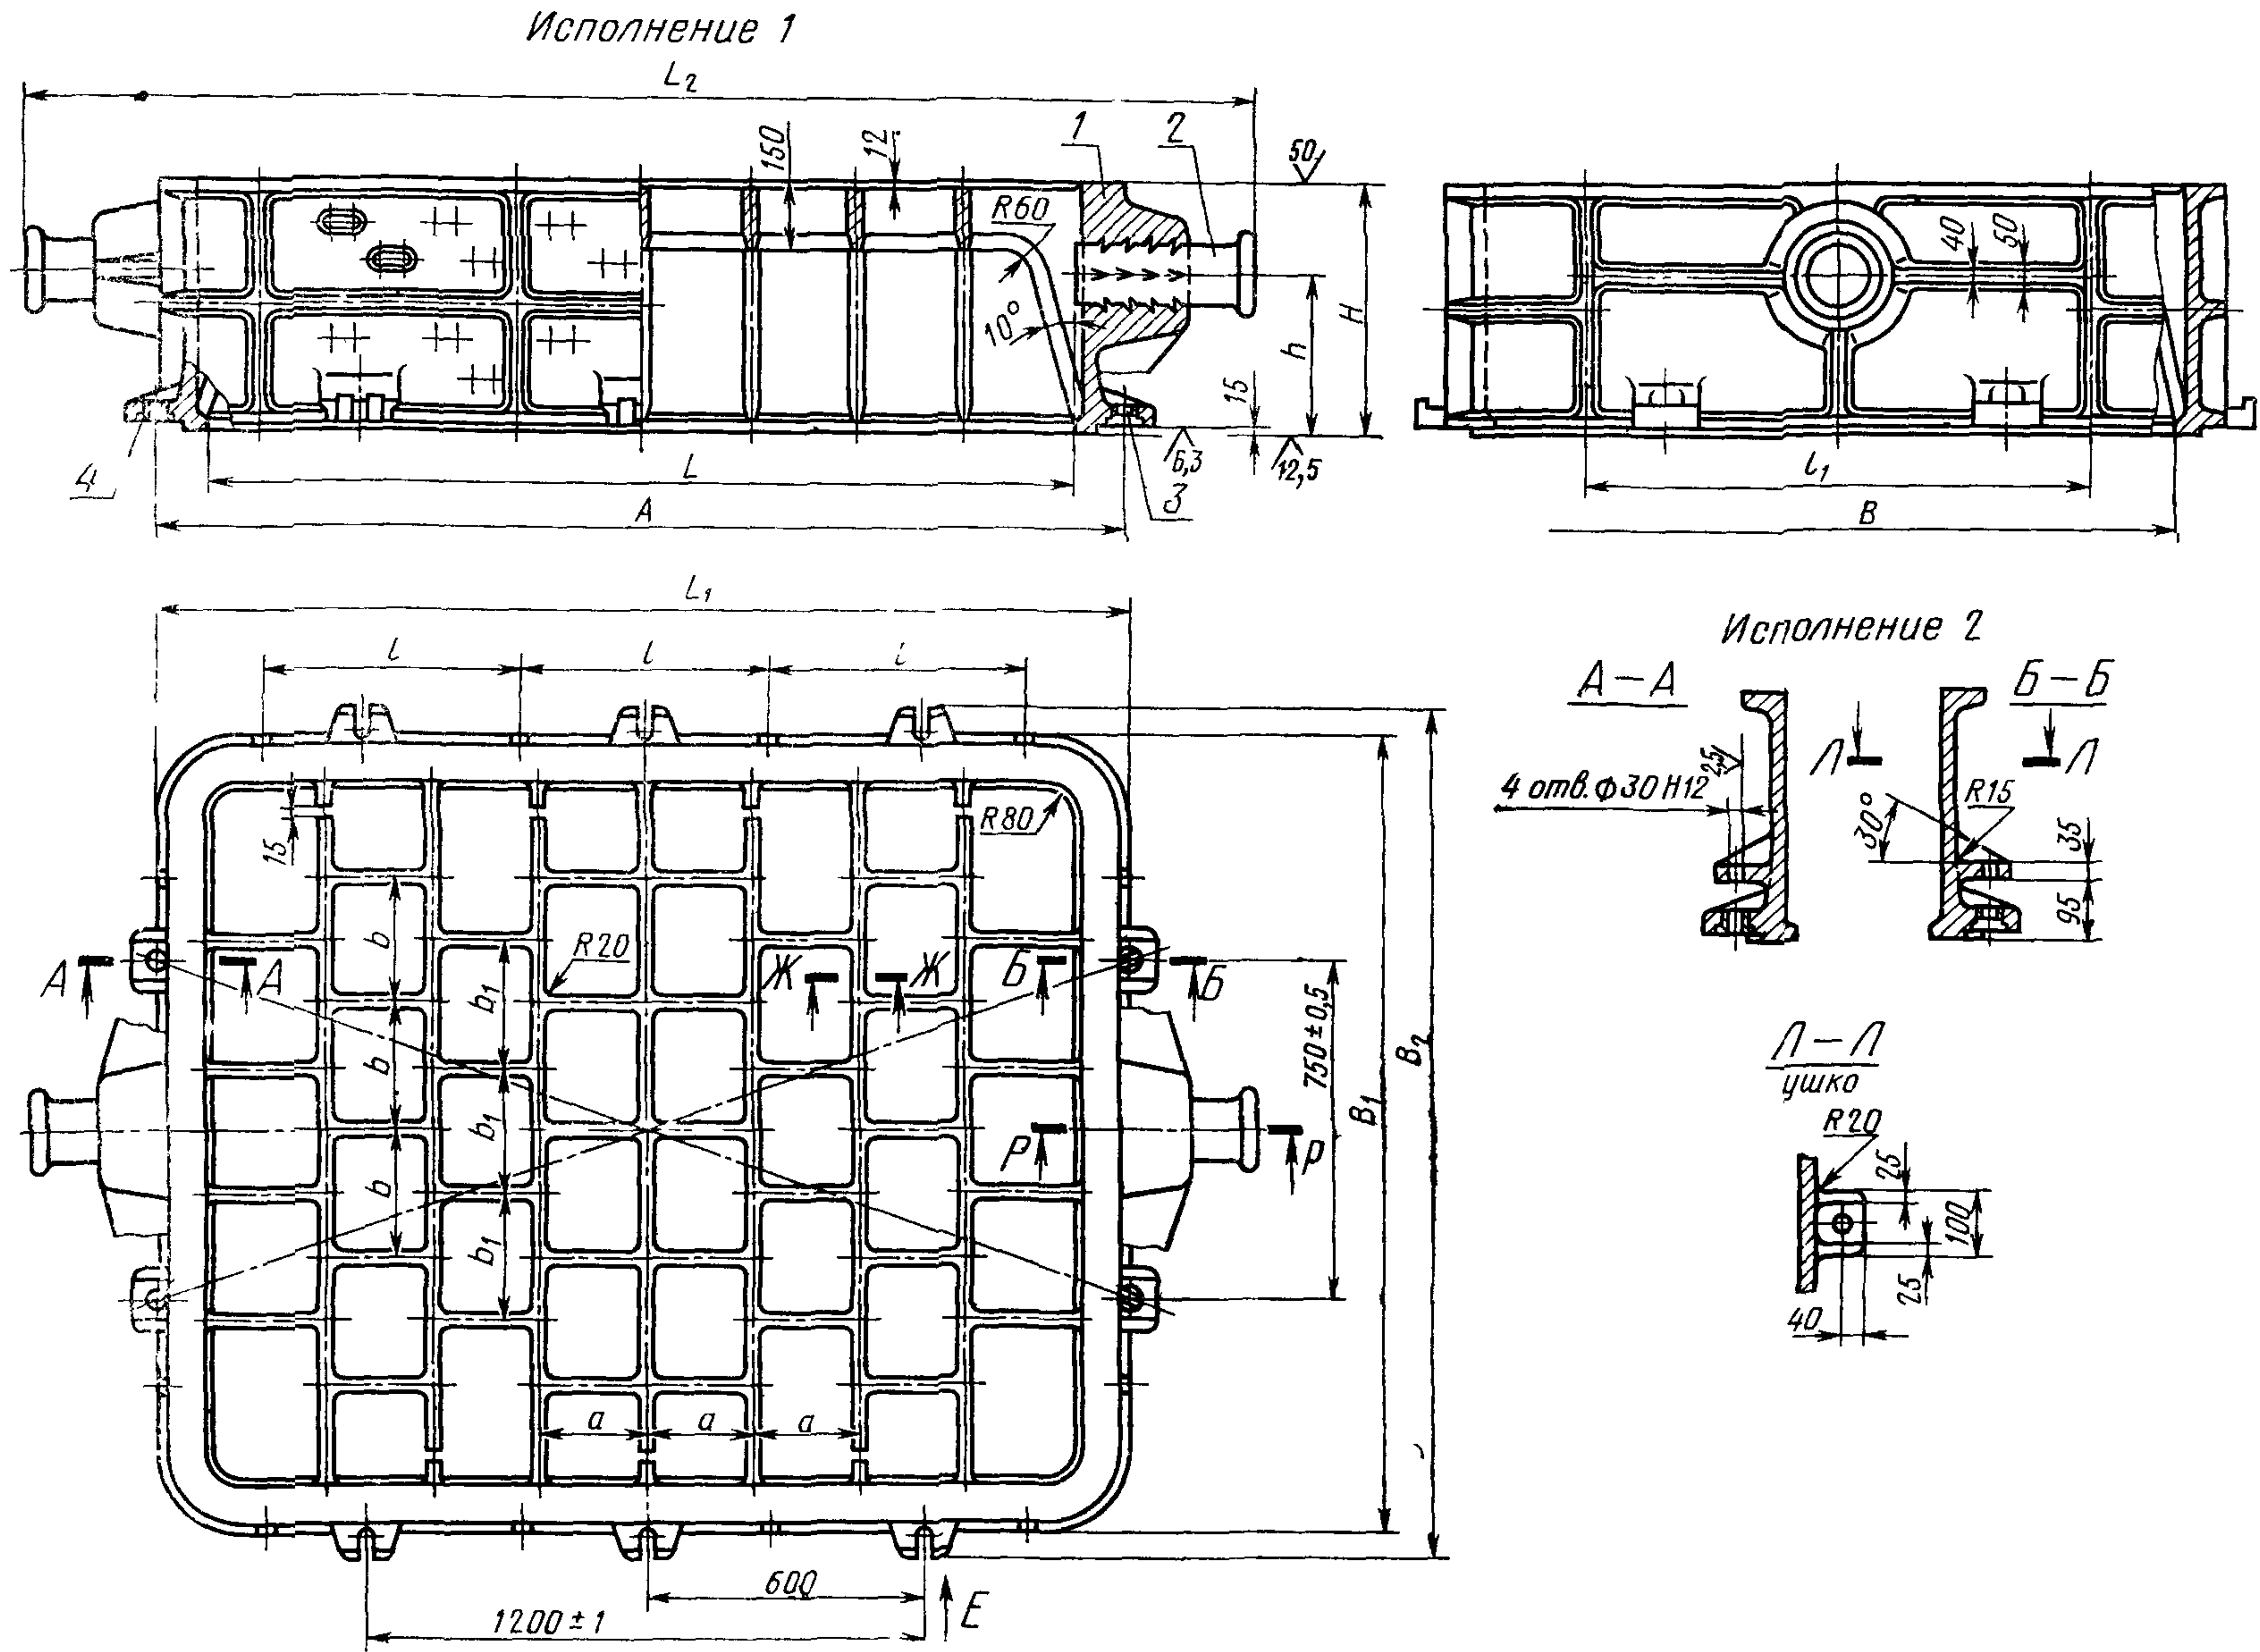 Исполнение 1
L₂
150
12
1
2
50
R60
10°
h
H
15
6,3
12,5
4
3
L
A
40
50
l₁
B
L₁
l
l
l
Исполнение 2
А–А
Б–Б
25
Л
Л
4 отв. ϕ30H12
30°
R15
35
95
15
R80
b
b
b
b₁
b₁
b₁
R20
А
А
Ж
Ж
Б
Б
750±0,5
B₁
B₂
Р
Р
Л–Л
ушко
R20
25
100
25
40
a
a
a
600
1200±1
E